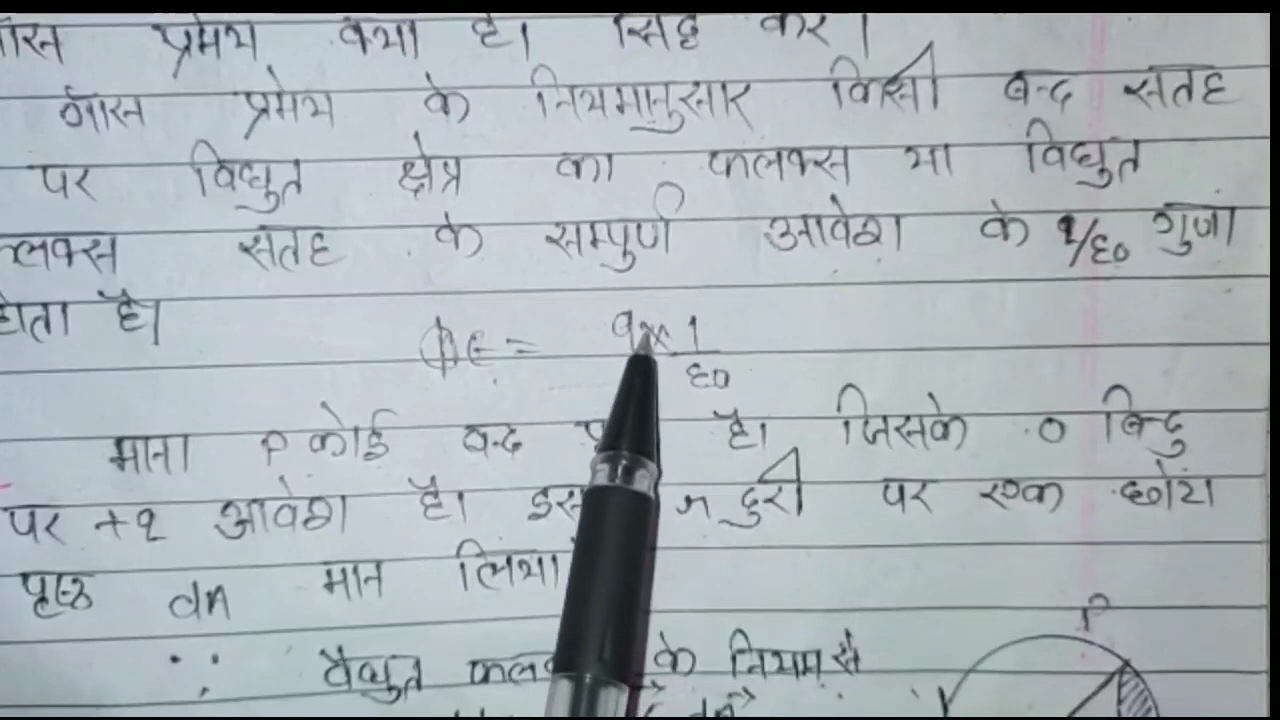 प्रमेय क्या है। सिद्ध करें।
गॉस प्रमेय के नियमानुसार किसी बन्द सतह
पर विधुत क्षेत्र का फलक्स या विधुत
सतह के सम्पुर्ण आवेश के 1/ε0 गुणा
होता है।
ΦE = q × 1/ε0
माना P कोई बन्द है। जिसके 0 बिन्दु
पर +q आवेश है। दुरी पर एक छोटा
पृष्ठ dA मान लिया
∵ वैधुत के नियम से
P